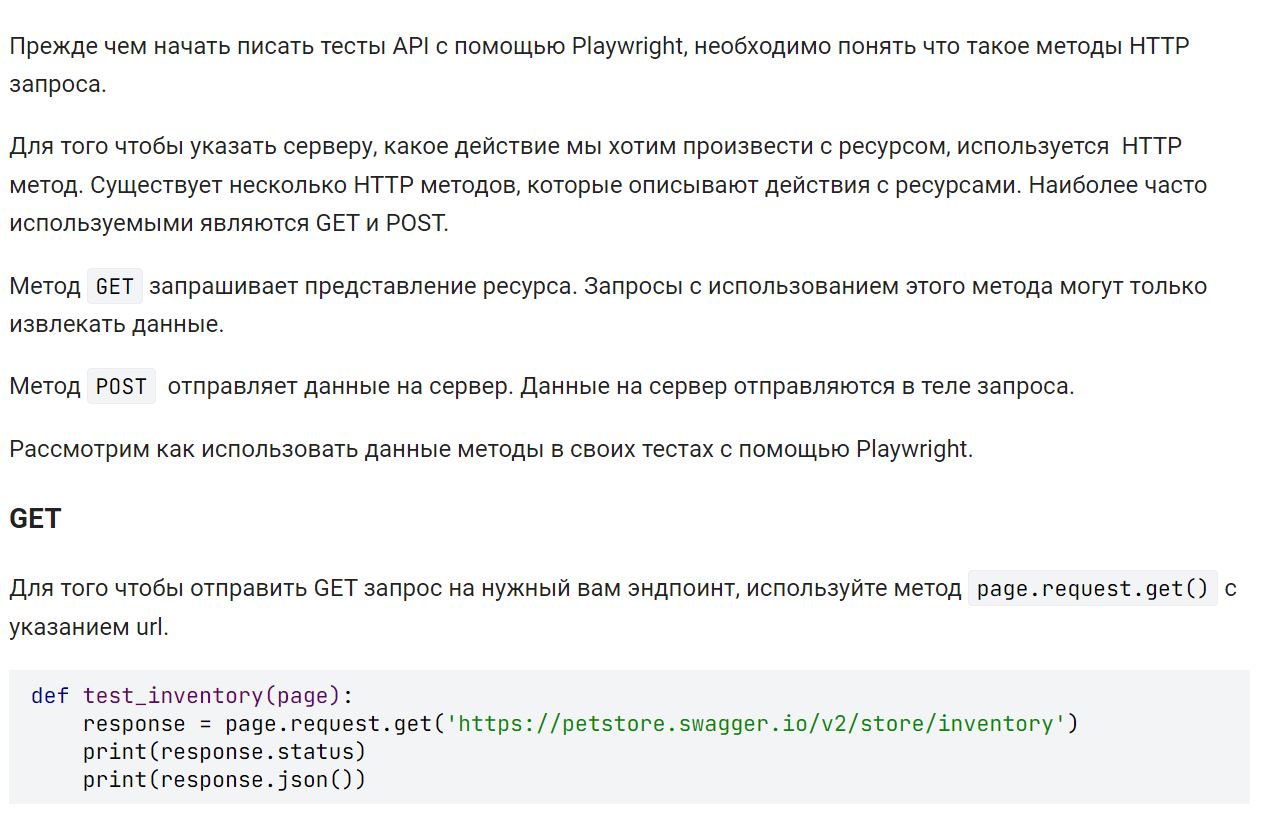 Прежде чем начать писать тесты API с помощью Playwright, необходимо понять что такое методы HTTP
запроса.
Для того чтобы указать серверу, какое действие мы хотим произвести с ресурсом, используется  HTTP
метод. Существует несколько HTTP методов, которые описывают действия с ресурсами. Наиболее часто
используемыми являются GET и POST.
Метод GET запрашивает представление ресурса. Запросы с использованием этого метода могут только
извлекать данные.
Метод POST  отправляет данные на сервер. Данные на сервер отправляются в теле запроса.
Рассмотрим как использовать данные методы в своих тестах с помощью Playwright.
GET
Для того чтобы отправить GET запрос на нужный вам эндпоинт, используйте метод page.request.get() с
указанием url.
def test_inventory(page):
    response = page.request.get('https://petstore.swagger.io/v2/store/inventory')
    print(response.status)
    print(response.json())